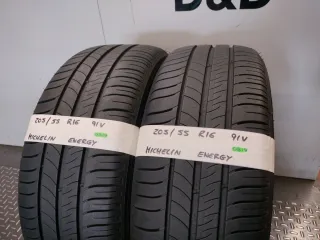 D&D
205/55 R16 91V
MICHELIN ENERGY
205/55 R16 91V
MICHELIN ENERGY